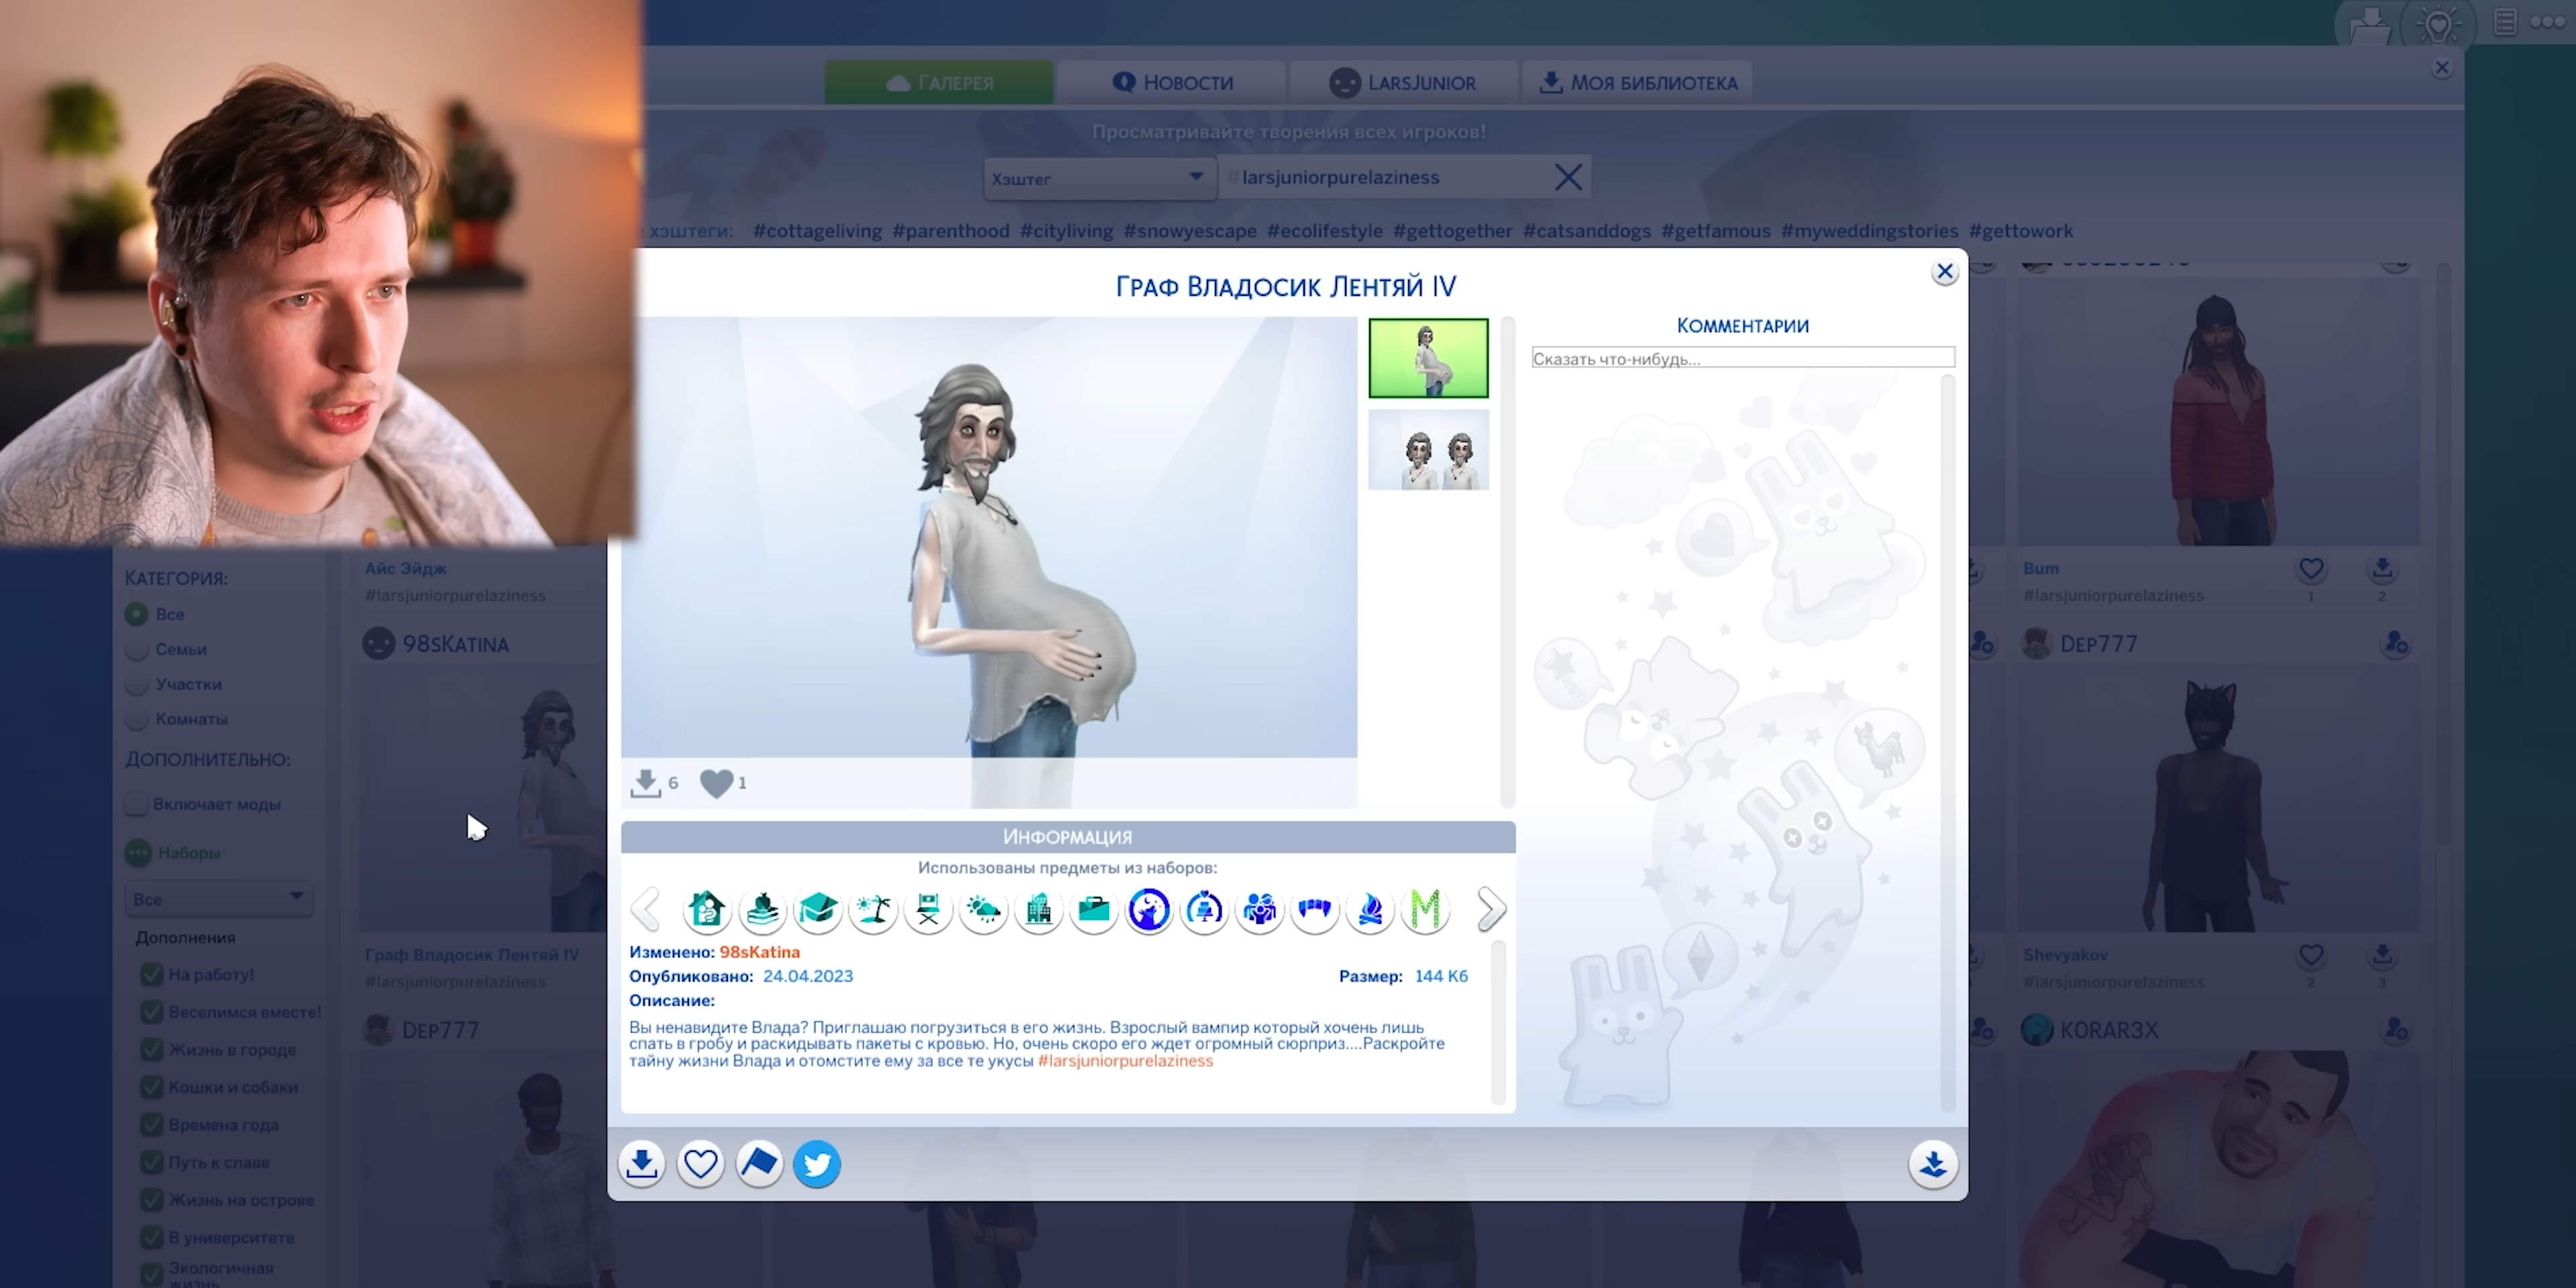 Галерея
Новости
LarsJunior
Моя библиотека
Просматривайте творения всех игроков!
Хэштег
# larsjuniorpurelaziness
хэштеги: #cottageliving #parenthood #cityliving #snowyescape #ecolifestyle #gettogether #catsanddogs #getfamous #myweddingstories #gettowork
Граф Владосик Лентяй IV
Комментарии
Сказать что-нибудь...
6
1
Информация
Использованы предметы из наборов:
Изменено: 98sKatina
Опубликовано: 24.04.2023
Размер: 144 Кб
Описание:
Вы ненавидите Влада? Приглашаю погрузиться в его жизнь. Взрослый вампир который хочень лишь
спать в гробу и раскидывать пакеты с кровью. Но, очень скоро его ждет огромный сюрприз....Раскройте
тайну жизни Влада и отомстите ему за все те укусы #larsjuniorpurelaziness
Категория:
Все
Семьи
Участки
Комнаты
Дополнительно:
Включает моды
Наборы
Все
Дополнения
На работу!
Веселимся вместе!
Жизнь в городе
Кошки и собаки
Времена года
Путь к славе
Жизнь на острове
В университете
Экологичная
жизнь
Айс Эйдж
#larsjuniorpurelaziness
98sKatina
Граф Владосик Лентяй IV
#larsjuniorpurelaziness
Dep777
Bum
#larsjuniorpurelaziness
1
2
Dep777
Shevyakov
#larsjuniorpurelaziness
2
3
K0RAR3X